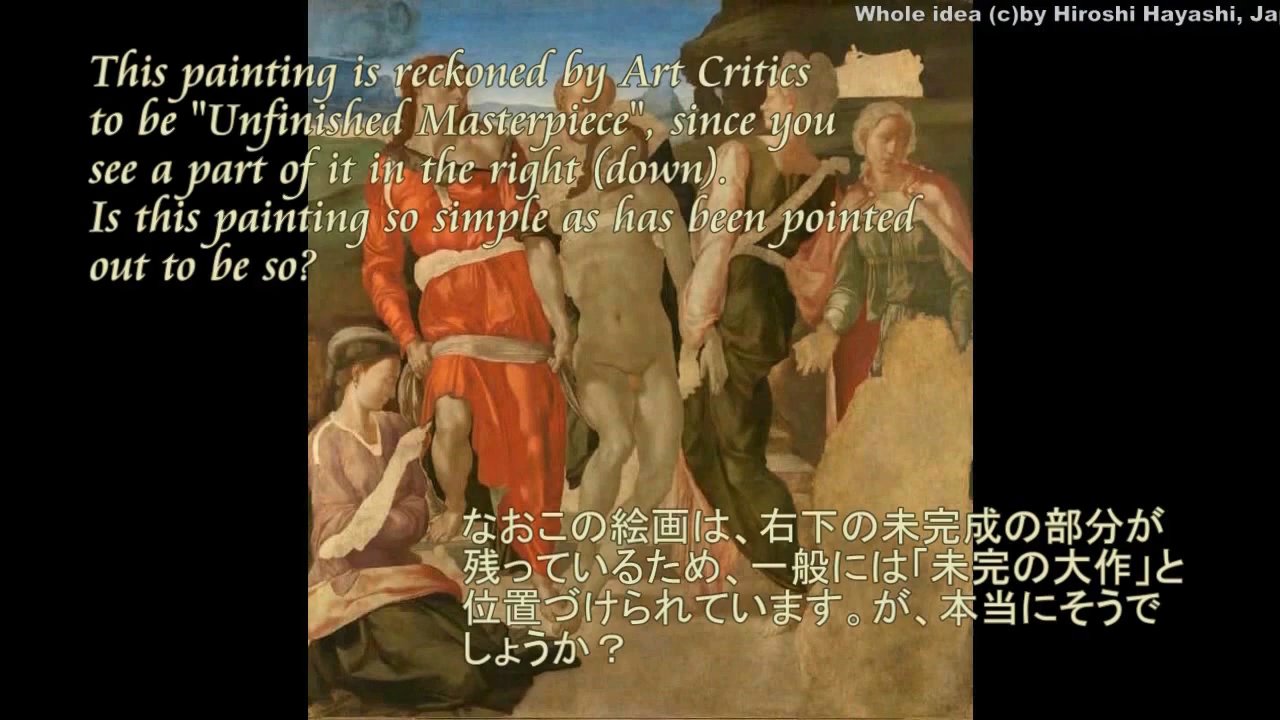 Whole idea (c)by Hiroshi Hayashi, Ja
This painting is reckoned by Art Critics
to be "Unfinished Masterpiece", since you
see a part of it in the right (down).
Is this painting so simple as has been pointed
out to be so?
なおこの絵画は、右下の未完成の部分が
残っているため、一般には「未完の大作」と
位置づけられています。が、本当にそうで
しょうか？